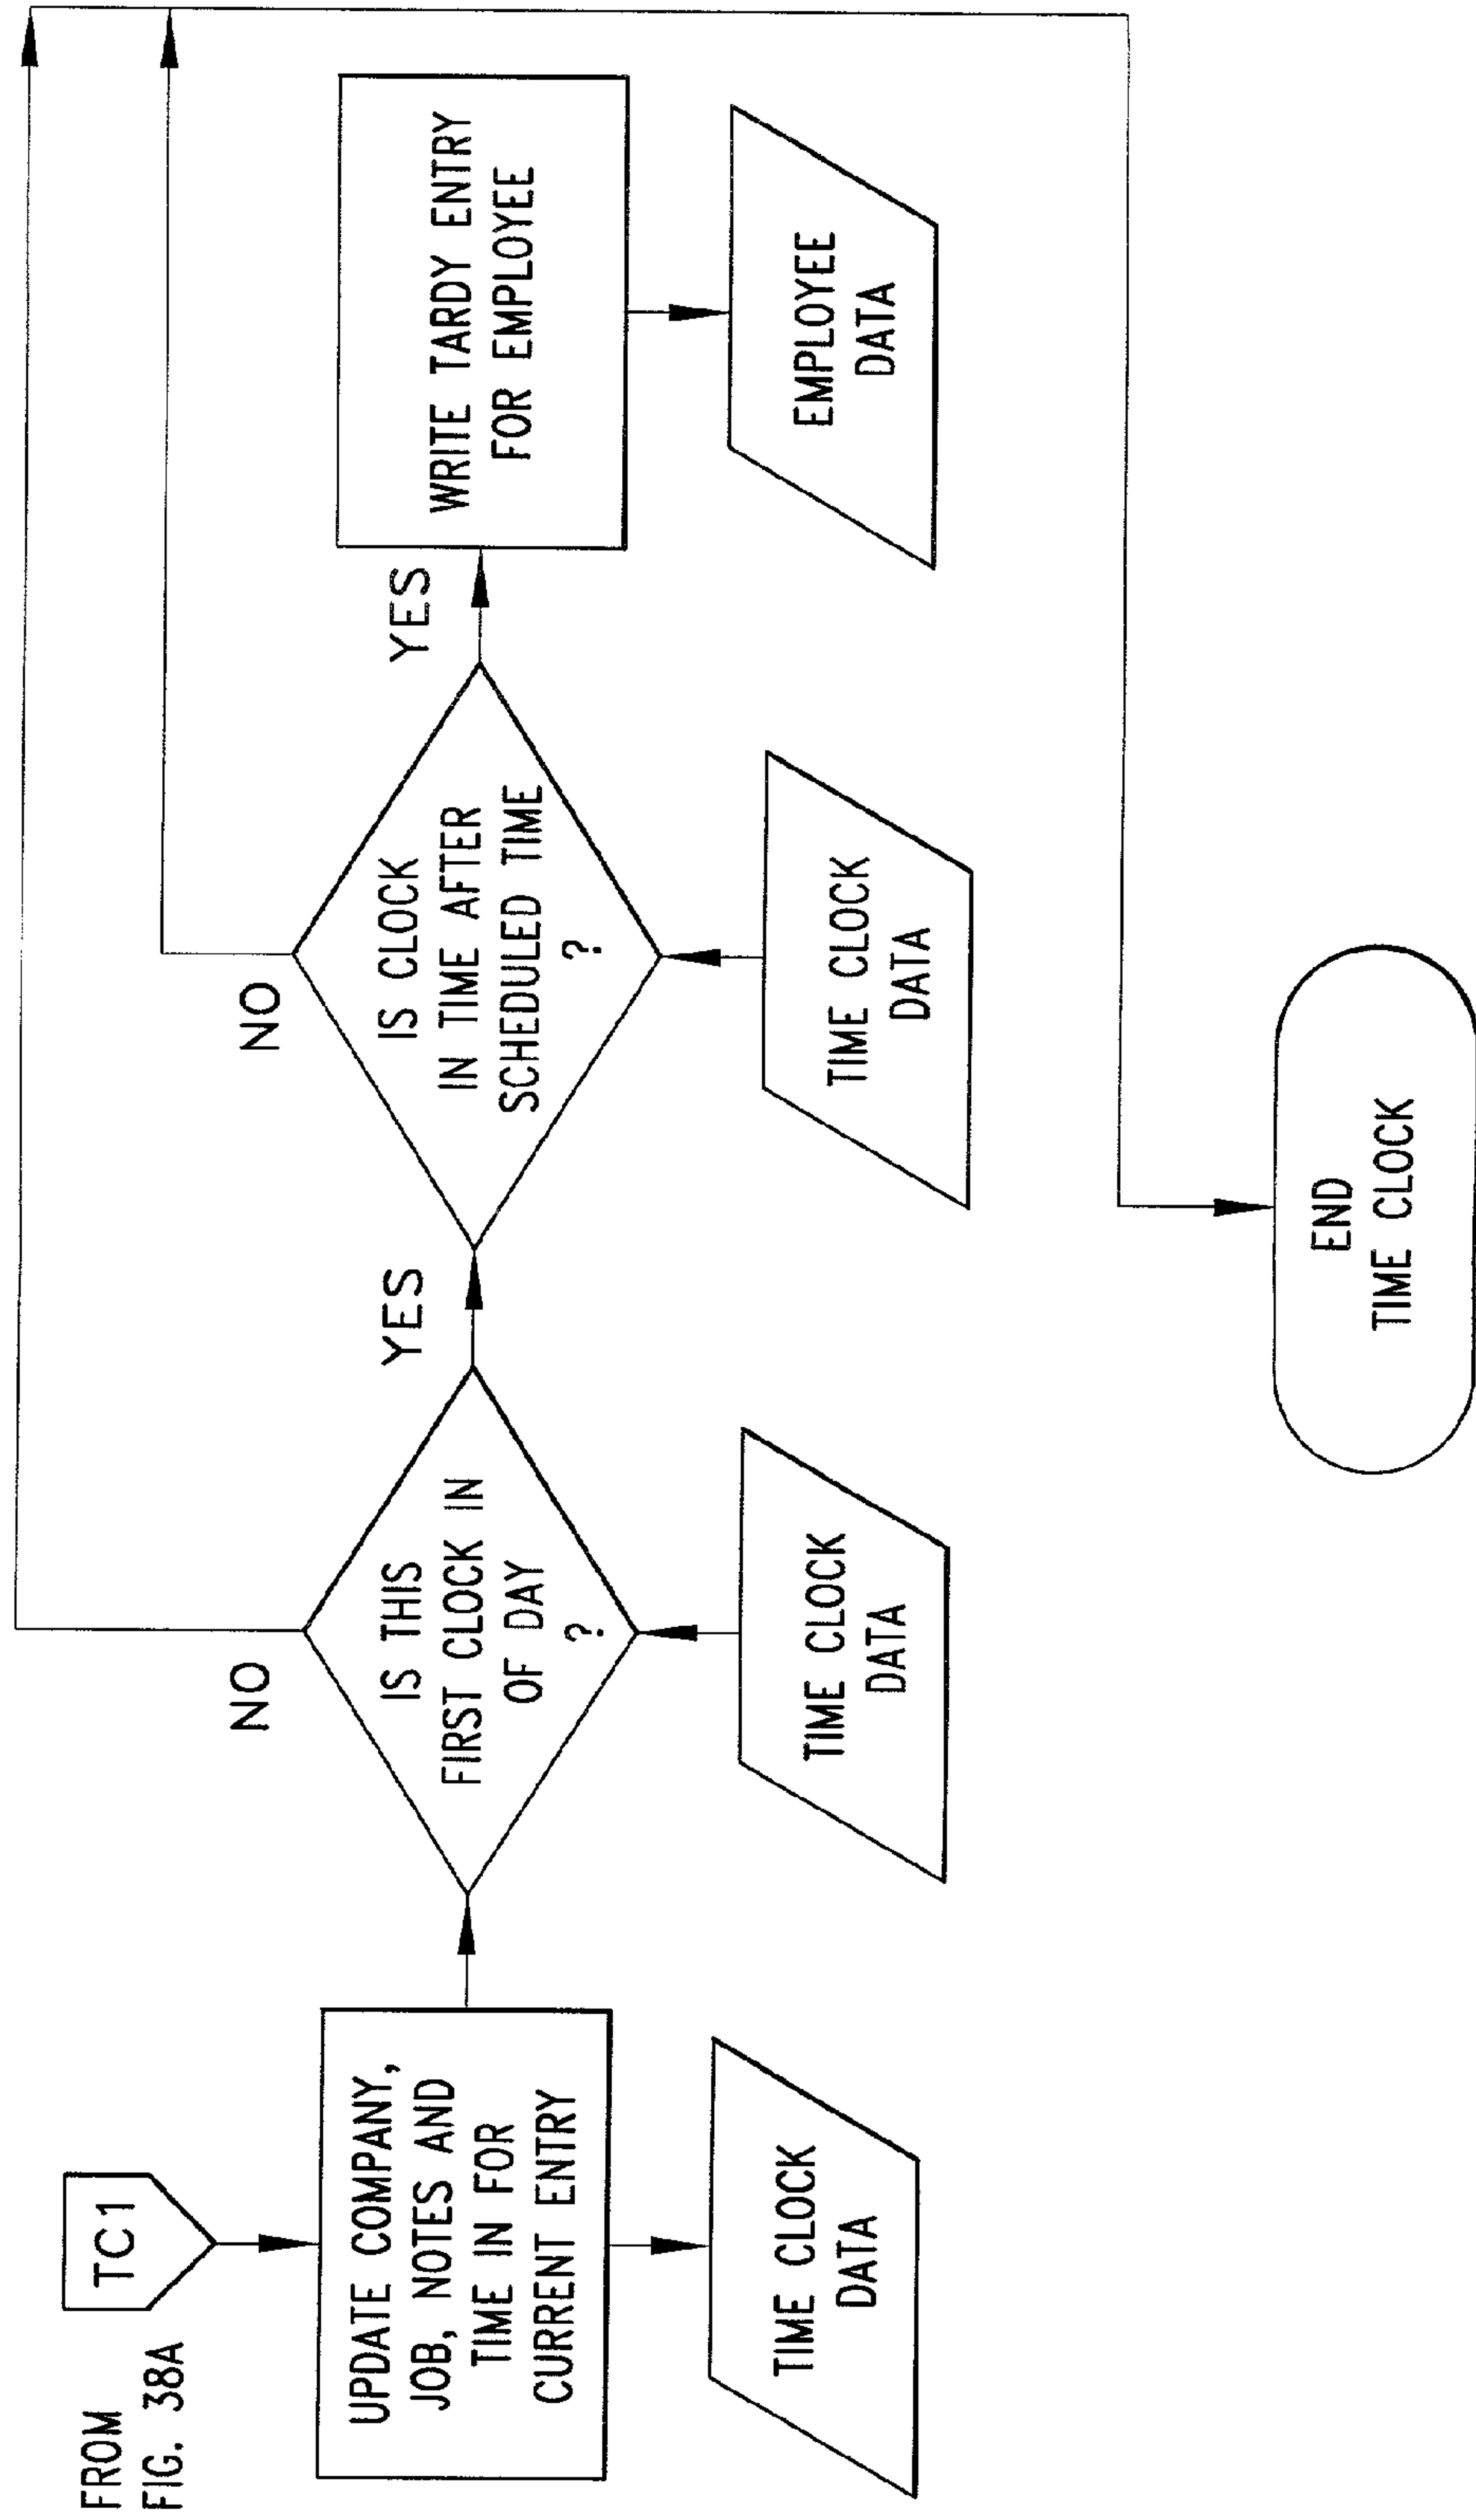 FROM
FIG. 38A
TC1
UPDATE COMPANY,
JOB, NOTES AND
TIME IN FOR
CURRENT ENTRY
TIME CLOCK
DATA
NO
IS THIS
FIRST CLOCK IN
OF DAY
?
TIME CLOCK
DATA
YES
NO
IS CLOCK
IN TIME AFTER
SCHEDULED TIME
?
TIME CLOCK
DATA
YES
WRITE TARDY ENTRY
FOR EMPLOYEE
EMPLOYEE
DATA
END
TIME CLOCK